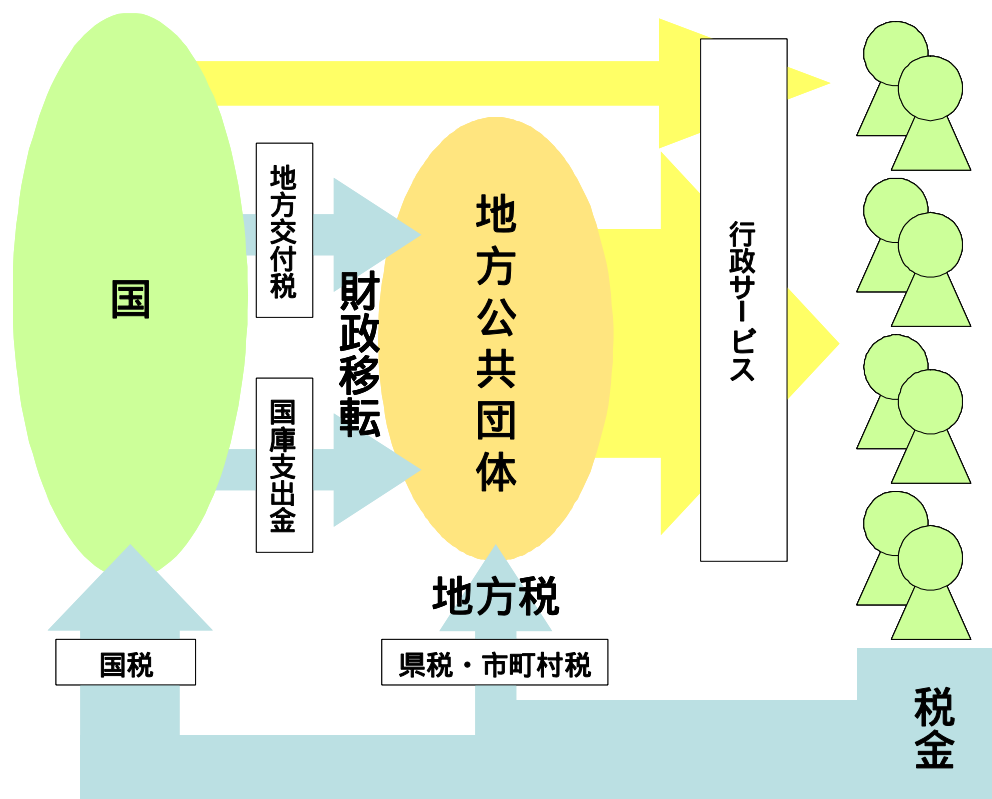 国
地方交付税
国庫支出金
財政移転
地方公共団体
行政サービス
地方税
国税
県税・市町村税
税金